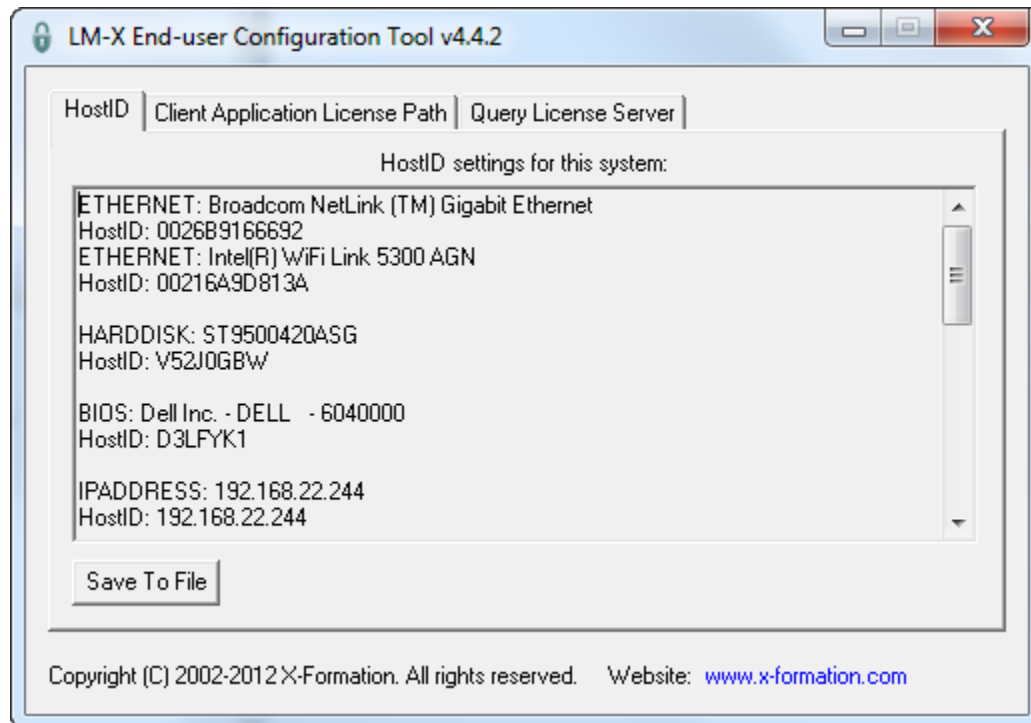 LM-X End-user Configuration Tool v4.4.2
HostID Client Application License Path Query License Server
HostID settings for this system:
ETHERNET: Broadcom NetLink (TM) Gigabit Ethernet
HostID: 0026B9166692
ETHERNET: Intel(R) WiFi Link 5300 AGN
HostID: 00216A9D813A
HARDDISK: ST9500420ASG
HostID: V52J0GBW
BIOS: Dell Inc. - DELL   - 6040000
HostID: D3LFYK1
IPADDRESS: 192.168.22.244
HostID: 192.168.22.244
Save To File
Copyright (C) 2002-2012 X-Formation. All rights reserved. Website: www.x-formation.com